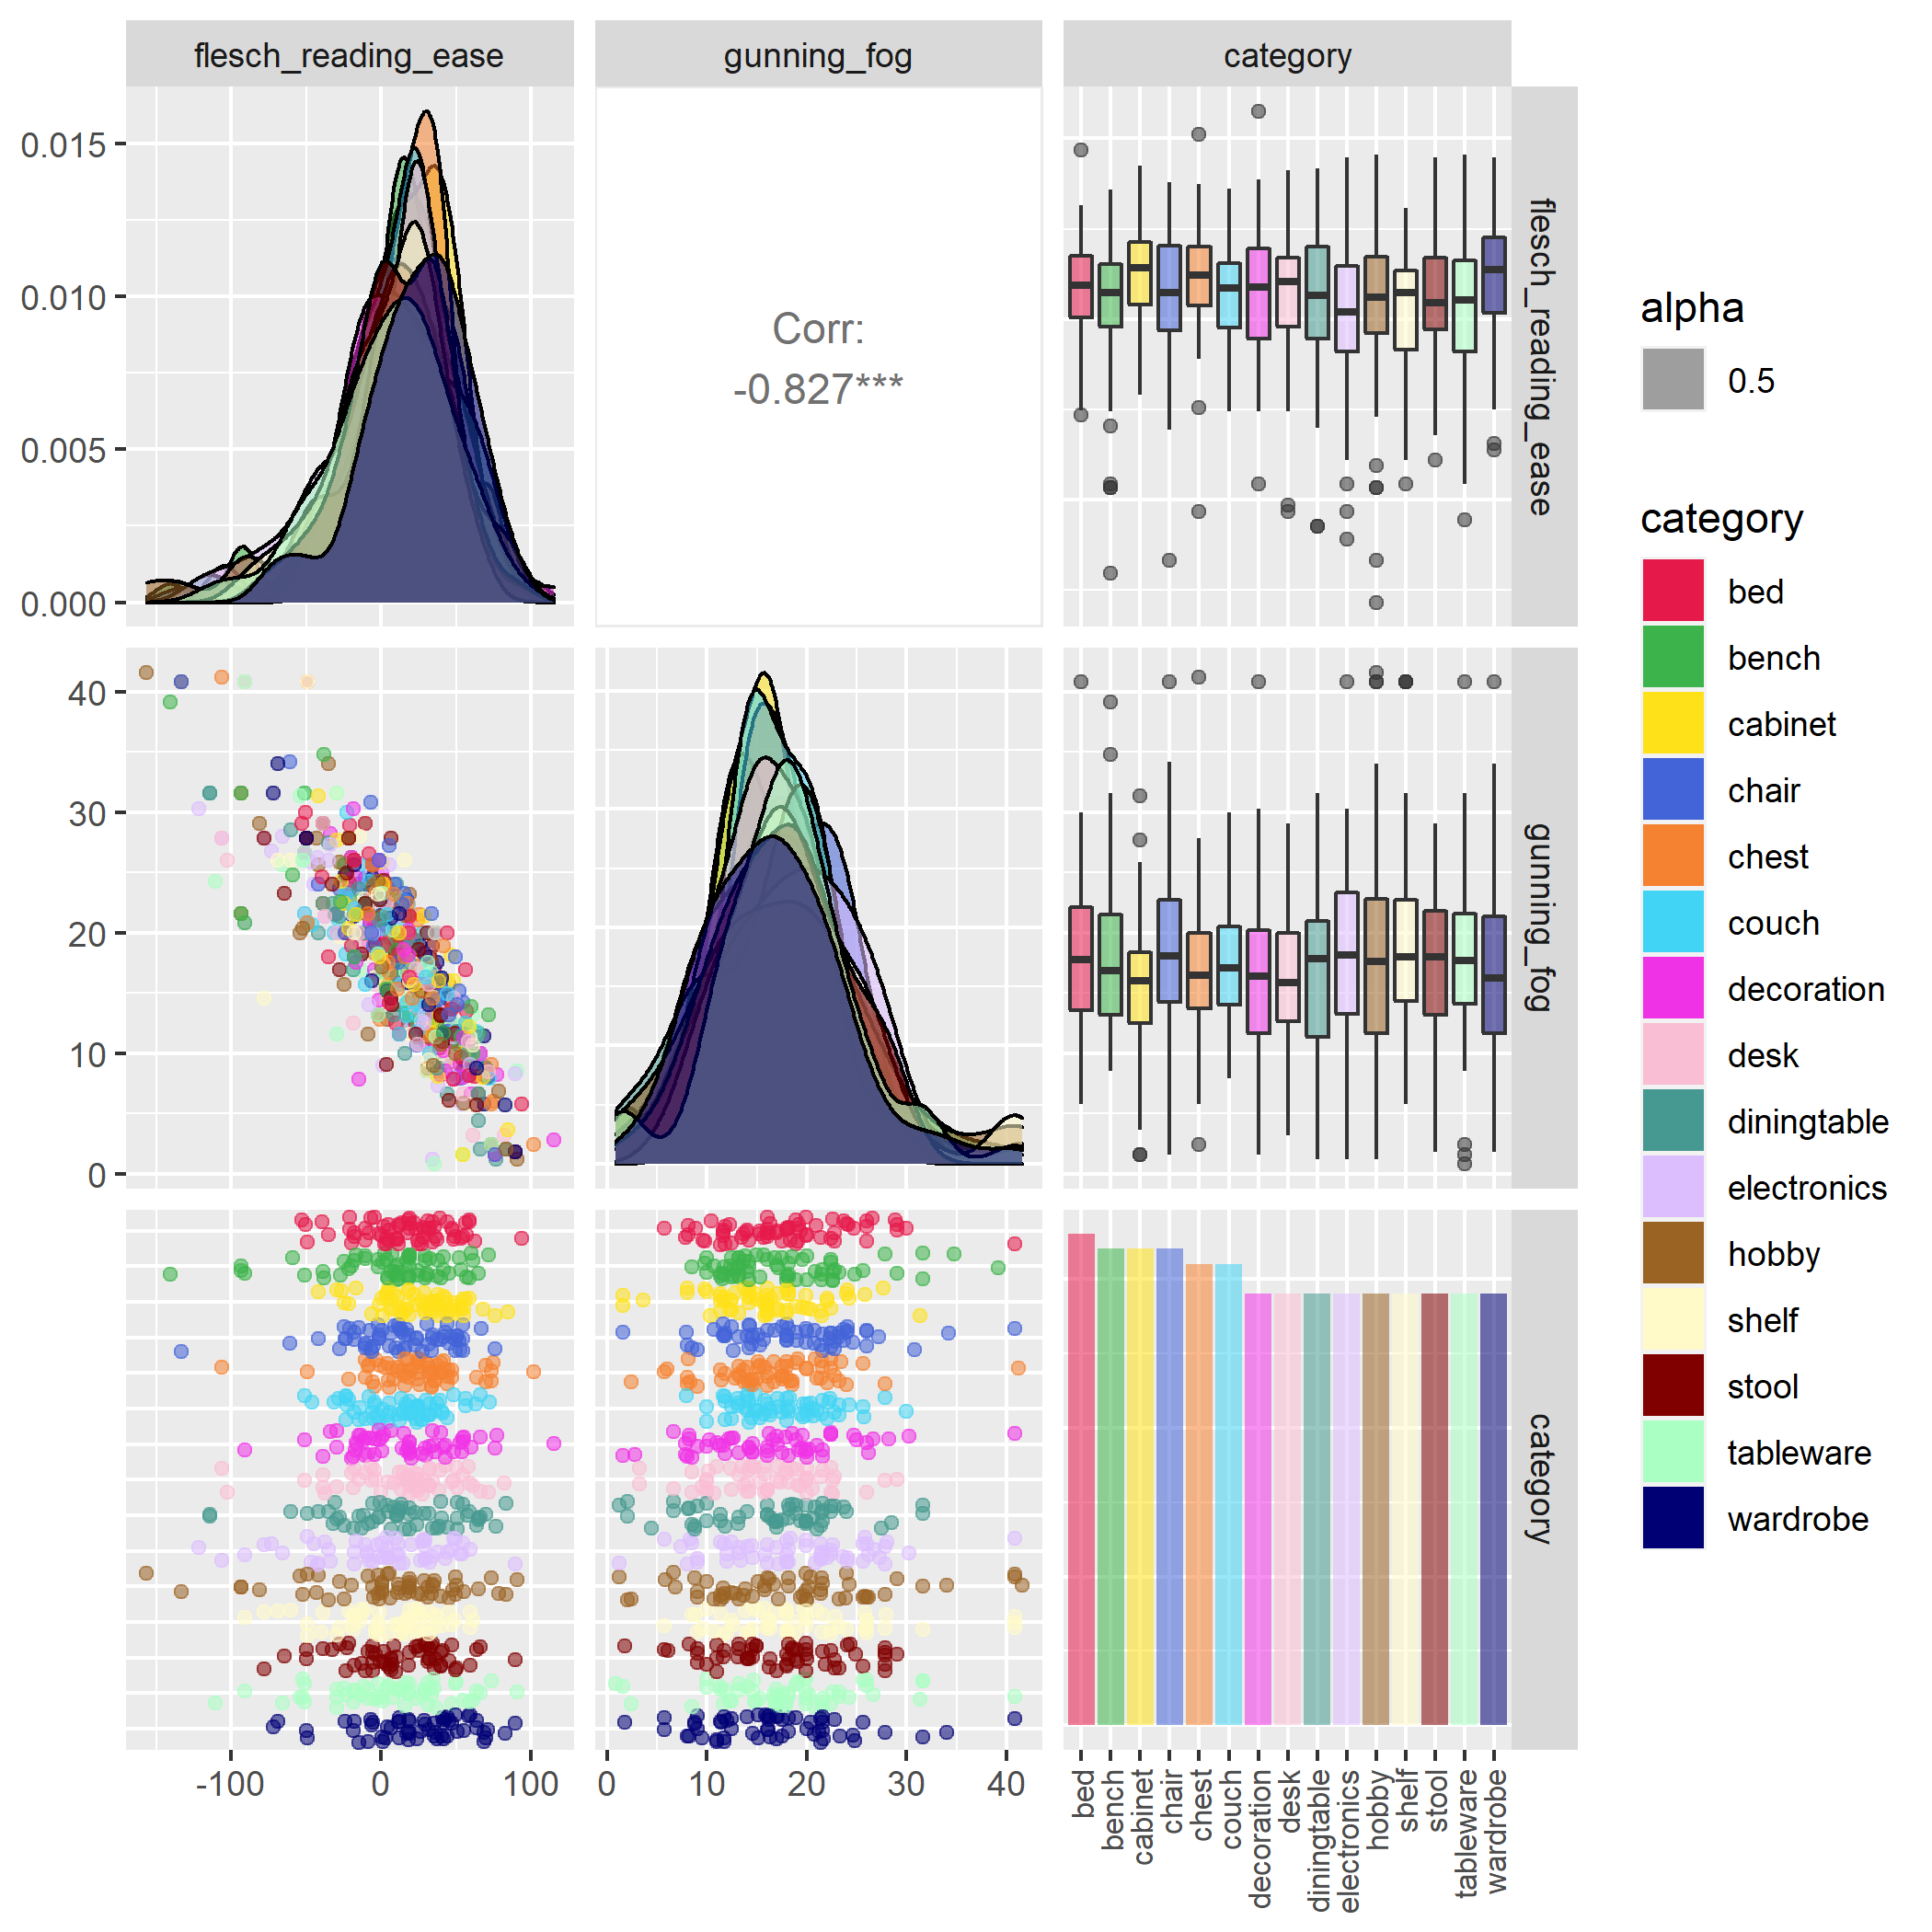 flesch_reading_ease
gunning_fog
category
0.015
0.010
0.005
0.000
Corr:
-0.827***
flesch_reading_ease
40
30
20
10
0
gunning_fog
category
-100
0
100
0
10
20
30
40
bed
bench
cabinet
chair
chest
couch
decoration
desk
diningtable
electronics
hobby
shelf
stool
tableware
wardrobe
alpha
0.5
category
bed
bench
cabinet
chair
chest
couch
decoration
desk
diningtable
electronics
hobby
shelf
stool
tableware
wardrobe